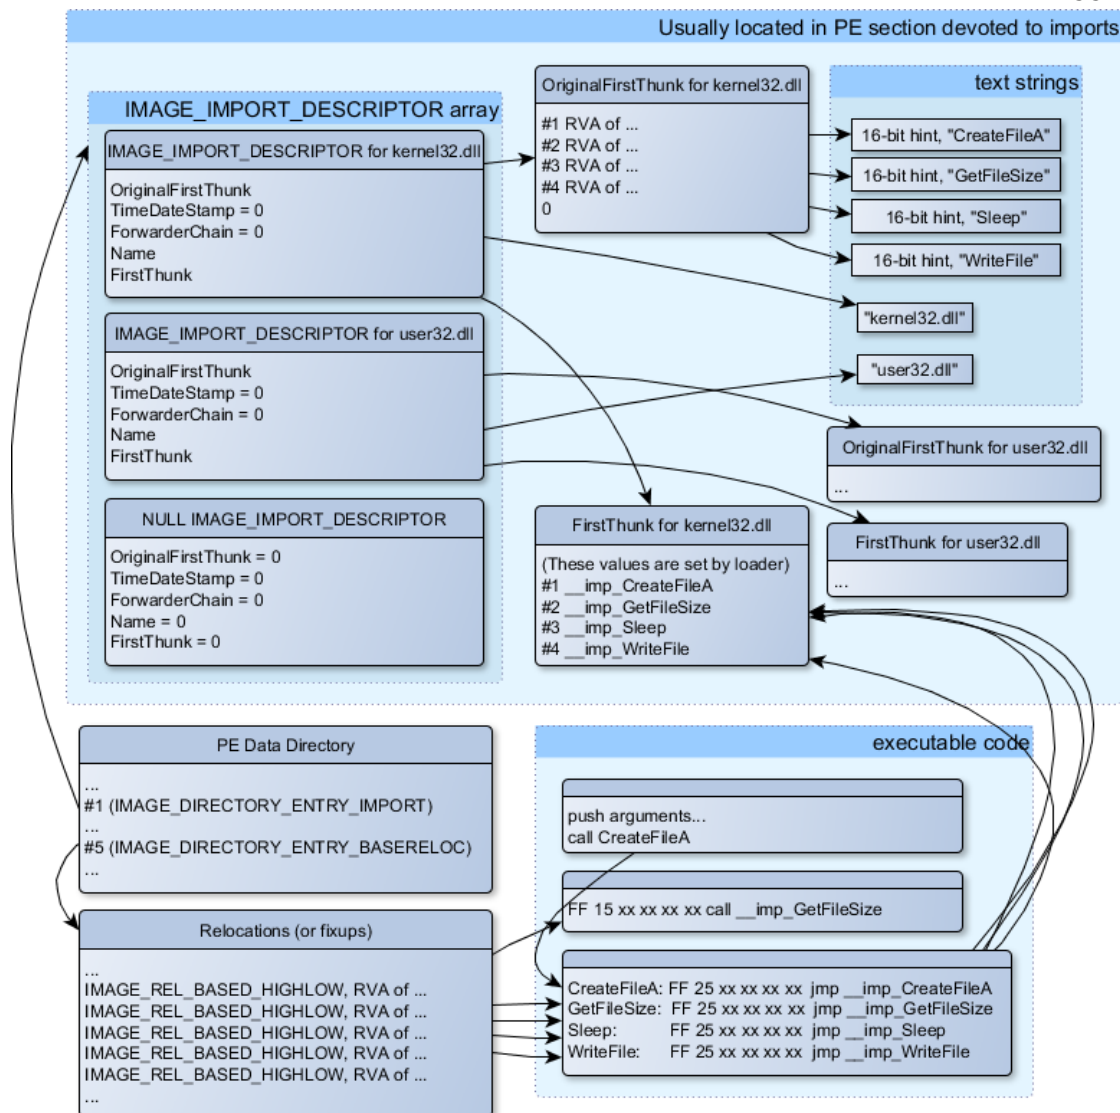 Usually located in PE section devoted to imports
IMAGE_IMPORT_DESCRIPTOR array
IMAGE_IMPORT_DESCRIPTOR for kernel32.dll
OriginalFirstThunk
TimeDateStamp = 0
ForwarderChain = 0
Name
FirstThunk
IMAGE_IMPORT_DESCRIPTOR for user32.dll
OriginalFirstThunk
TimeDateStamp = 0
ForwarderChain = 0
Name
FirstThunk
NULL IMAGE_IMPORT_DESCRIPTOR
OriginalFirstThunk = 0
TimeDateStamp = 0
ForwarderChain = 0
Name = 0
FirstThunk = 0
OriginalFirstThunk for kernel32.dll
#1 RVA of ...
#2 RVA of ...
#3 RVA of ...
#4 RVA of ...
0
text strings
16-bit hint, "CreateFileA"
16-bit hint, "GetFileSize"
16-bit hint, "Sleep"
16-bit hint, "WriteFile"
"kernel32.dll"
"user32.dll"
OriginalFirstThunk for user32.dll
...
FirstThunk for kernel32.dll
(These values are set by loader)
#1 __imp_CreateFileA
#2 __imp_GetFileSize
#3 __imp_Sleep
#4 __imp_WriteFile
FirstThunk for user32.dll
...
PE Data Directory
...
#1 (IMAGE_DIRECTORY_ENTRY_IMPORT)
...
#5 (IMAGE_DIRECTORY_ENTRY_BASERELOC)
...
Relocations (or fixups)
...
IMAGE_REL_BASED_HIGHLOW, RVA of ...
IMAGE_REL_BASED_HIGHLOW, RVA of ...
IMAGE_REL_BASED_HIGHLOW, RVA of ...
IMAGE_REL_BASED_HIGHLOW, RVA of ...
IMAGE_REL_BASED_HIGHLOW, RVA of ...
...
executable code
push arguments...
call CreateFileA
FF 15 xx xx xx xx call __imp_GetFileSize
CreateFileA: FF 25 xx xx xx xx jmp __imp_CreateFileA
GetFileSize: FF 25 xx xx xx xx jmp __imp_GetFileSize
Sleep: FF 25 xx xx xx xx jmp __imp_Sleep
WriteFile: FF 25 xx xx xx xx jmp __imp_WriteFile